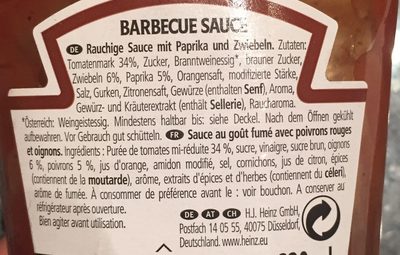 BARBECUE SAUCE
DE Rauchige Sauce mit Paprika und Zwiebeln. Zutaten:
Tomatenmark 34%, Zucker, Branntweinessig*, brauner Zucker,
Zwiebeln 6%, Paprika 5%, Orangensaft, modifizierte Stärke,
Salz, Gurken, Zitronensaft, Gewürze (enthalten Senf), Aroma,
Gewürz- und Kräuterextrakt (enthält Sellerie), Raucharoma.
*Österreich: Weingeistessig. Mindestens haltbar bis: siehe Deckel. Nach dem Öffnen gekühlt
aufbewahren. Vor Gebrauch gut schütteln. FR Sauce au goût fumé avec poivrons rouges
et oignons. Ingrédients : Purée de tomates mi-réduite 34 %, sucre, vinaigre, sucre brun, oignons
6 %, poivrons 5 %, jus d'orange, amidon modifié, sel, cornichons, jus de citron, épices
(contiennent de la moutarde), arôme, extraits d'épices et d'herbes (contiennent du céleri),
arôme de fumée. À consommer de préférence avant le : voir bouchon. A conserver au
réfrigérateur après ouverture.
Bien agiter avant utilisation.
DE AT CH H.J. Heinz GmbH,
Postfach 14 05 55, 40075 Düsseldorf,
Deutschland. www.heinz.eu